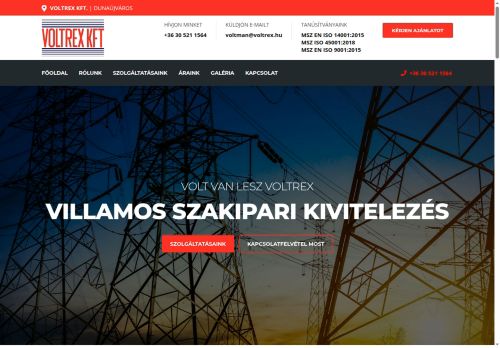 VOLTREX KFT. | DUNAÚJVÁROS
VOLTREX KFT
HÍVJON MINKET
+36 30 521 1564
KÜLDJÖN E-MAILT
voltman@voltrex.hu
TANÚSÍTVÁNYAINK
MSZ EN ISO 14001:2015
MSZ ISO 45001:2018
MSZ EN ISO 9001:2015
KÉRJEN AJÁNLATOT
FŐOLDAL RÓLUNK SZOLGÁLTATÁSAINK ÁRAINK GALÉRIA KAPCSOLAT +36 30 521 1564
VOLT VAN LESZ VOLTREX
VILLAMOS SZAKIPARI KIVITELEZÉS
SZOLGÁLTATÁSAINK KAPCSOLATFELVÉTEL MOST